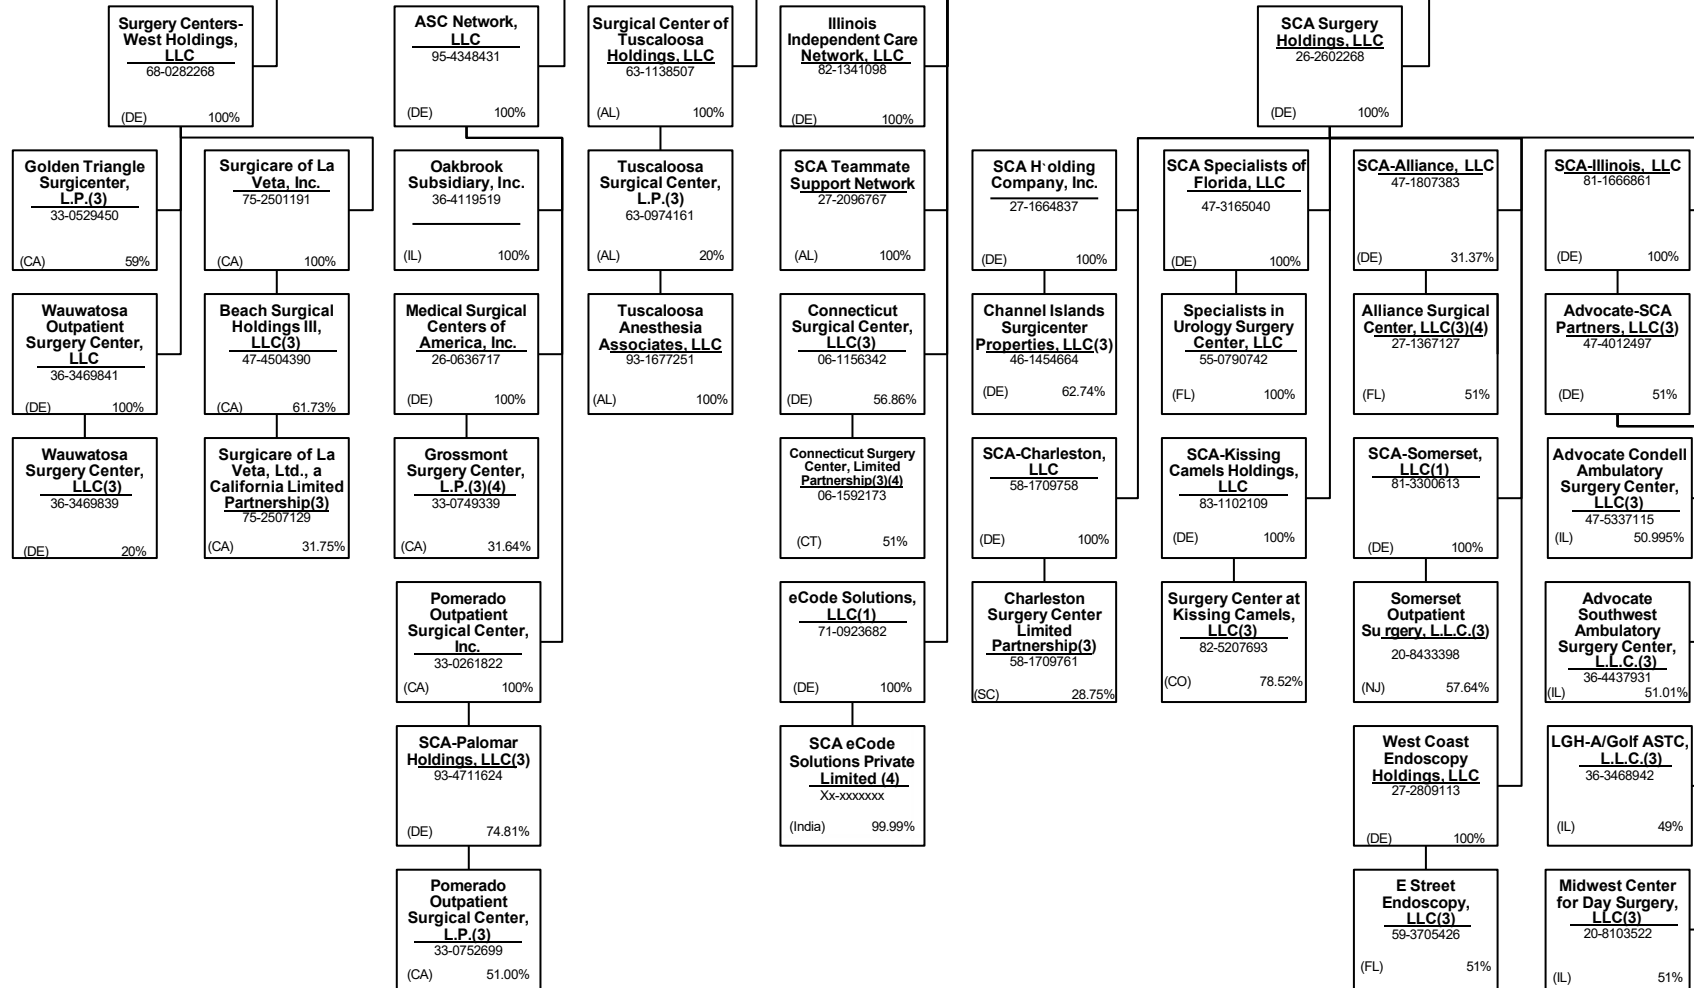 Surgery Centers-
West Holdings,
LLC
68-0282268
(DE) 100%
ASC Network,
LLC
95-4348431
(DE) 100%
Surgical Center of
Tuscaloosa
Holdings, LLC
63-1138507
(AL) 100%
Illinois
Independent Care
Network, LLC
82-1341098
(DE) 100%
SCA Surgery
Holdings, LLC
26-2602268
(DE) 100%
Golden Triangle
Surgicenter,
L.P.(3)
33-0529450
(CA) 59%
Surgicare of La
Veta, Inc.
75-2501191
(CA) 100%
Oakbrook
Subsidiary, Inc.
36-4119519
(IL) 100%
Tuscaloosa
Surgical Center,
L.P.(3)
63-0974161
(AL) 20%
SCA Teammate
Support Network
27-2096767
(AL) 100%
SCA H`olding
Company, Inc.
27-1664837
(DE) 100%
SCA Specialists of
Florida, LLC
47-3165040
(DE) 100%
SCA-Alliance, LLC
47-1807383
(DE) 31.37%
SCA-Illinois, LLC
81-1666861
(DE) 100%
Wauwatosa
Outpatient
Surgery Center,
LLC
36-3469841
(DE) 100%
Beach Surgical
Holdings III,
LLC(3)
47-4504390
(CA) 61.73%
Medical Surgical
Centers of
America, Inc.
26-0636717
(DE) 100%
Tuscaloosa
Anesthesia
Associates, LLC
93-1677251
(AL) 100%
Connecticut
Surgical Center,
LLC(3)
06-1156342
(DE) 56.86%
Channel Islands
Surgicenter
Properties, LLC(3)
46-1454664
(DE) 62.74%
Specialists in
Urology Surgery
Center, LLC
55-0790742
(FL) 100%
Alliance Surgical
Center, LLC(3)(4)
27-1367127
(FL) 51%
Advocate-SCA
Partners, LLC(3)
47-4012497
(DE) 51%
Wauwatosa
Surgery Center,
LLC(3)
36-3469839
(DE) 20%
Surgicare of La
Veta, Ltd., a
California Limited
Partnership(3)
75-2507129
(CA) 31.75%
Grossmont
Surgery Center,
L.P.(3)(4)
33-0749339
(CA) 31.64%
Connecticut Surgery
Center, Limited
Partnership(3)(4)
06-1592173
(CT) 51%
SCA-Charleston,
LLC
58-1709758
(DE) 100%
SCA-Kissing
Camels Holdings,
LLC
83-1102109
(DE) 100%
SCA-Somerset,
LLC(1)
81-3300613
(DE) 100%
Advocate Condell
Ambulatory
Surgery Center,
LLC(3)
47-5337115
(IL) 50.995%
Pomerado
Outpatient
Surgical Center,
Inc.
33-0261822
(CA) 100%
eCode Solutions,
LLC(1)
71-0923682
(DE) 100%
Charleston
Surgery Center
Limited
Partnership(3)
58-1709761
(SC) 28.75%
Surgery Center at
Kissing Camels,
LLC(3)
82-5207693
(CO) 78.52%
Somerset
Outpatient
Surgery, L.L.C.(3)
20-8433398
(NJ) 57.64%
Advocate
Southwest
Ambulatory
Surgery Center,
L.L.C.(3)
36-4437931
(IL) 51.01%
SCA-Palomar
Holdings, LLC(3)
93-4711624
(DE) 74.81%
SCA eCode
Solutions Private
Limited (4)
Xx-xxxxxxx
(India) 99.99%
West Coast
Endoscopy
Holdings, LLC
27-2809113
(DE) 100%
LGH-A/Golf ASTC,
L.L.C.(3)
36-3468942
(IL) 49%
Pomerado
Outpatient
Surgical Center,
L.P.(3)
33-0752699
(CA) 51.00%
E Street
Endoscopy,
LLC(3)
59-3705426
(FL) 51%
Midwest Center
for Day Surgery,
LLC(3)
20-8103522
(IL) 51%